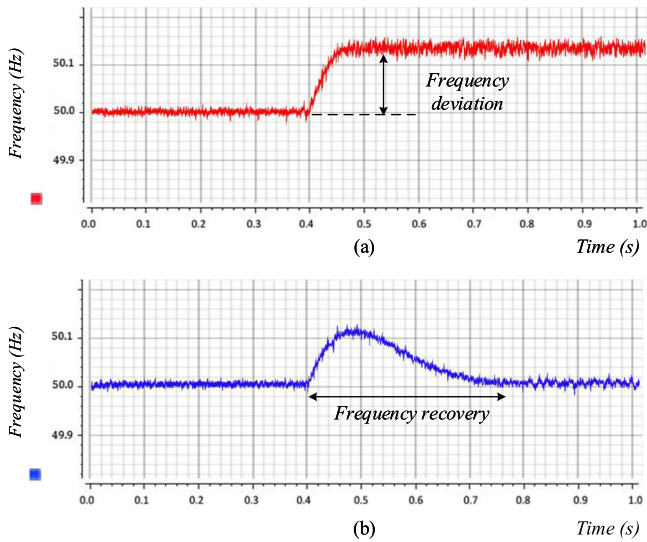 Frequency (Hz)
50.1
50.0
49.9
Frequency
deviation
0.0 0.1 0.2 0.3 0.4 0.5 0.6 0.7 0.8 0.9 1.0
(a)
Time (s)
Frequency (Hz)
50.1
50.0
49.9
Frequency recovery
0.0 0.1 0.2 0.3 0.4 0.5 0.6 0.7 0.8 0.9 1.0
(b)
Time (s)